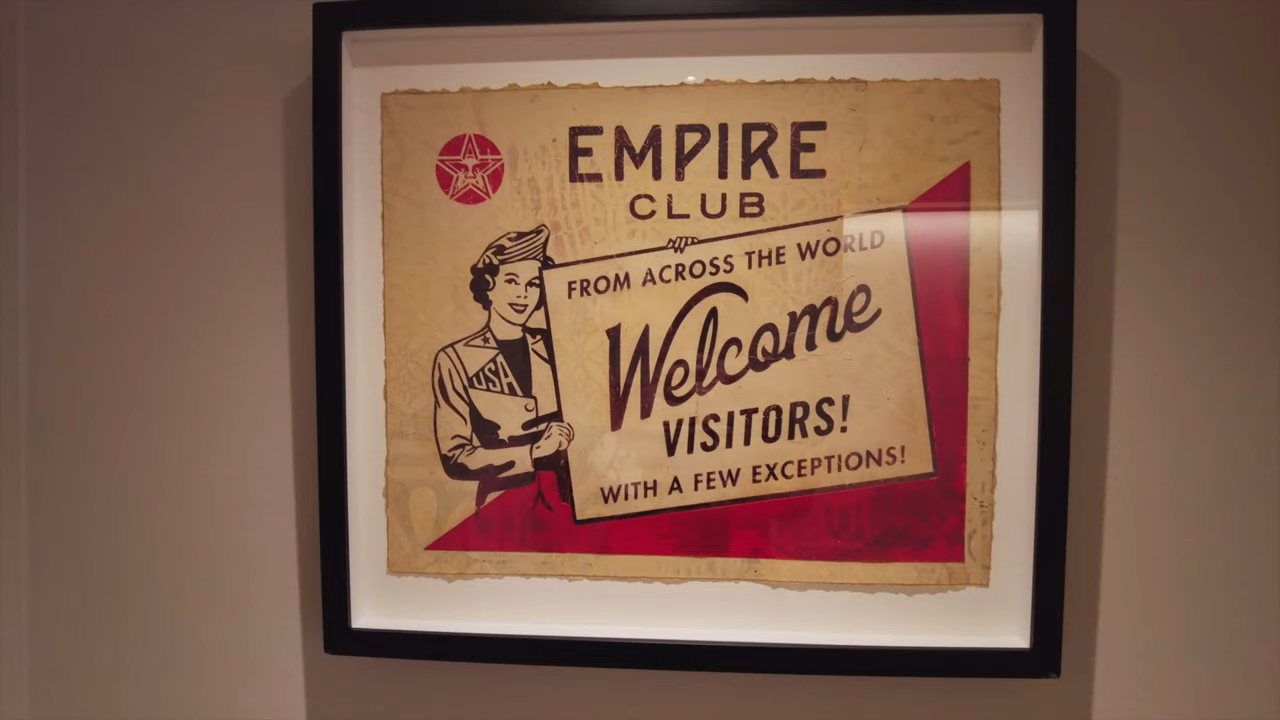 EMPIRE
CLUB
FROM ACROSS THE WORLD
Welcome
VISITORS!
WITH A FEW EXCEPTIONS!
USA